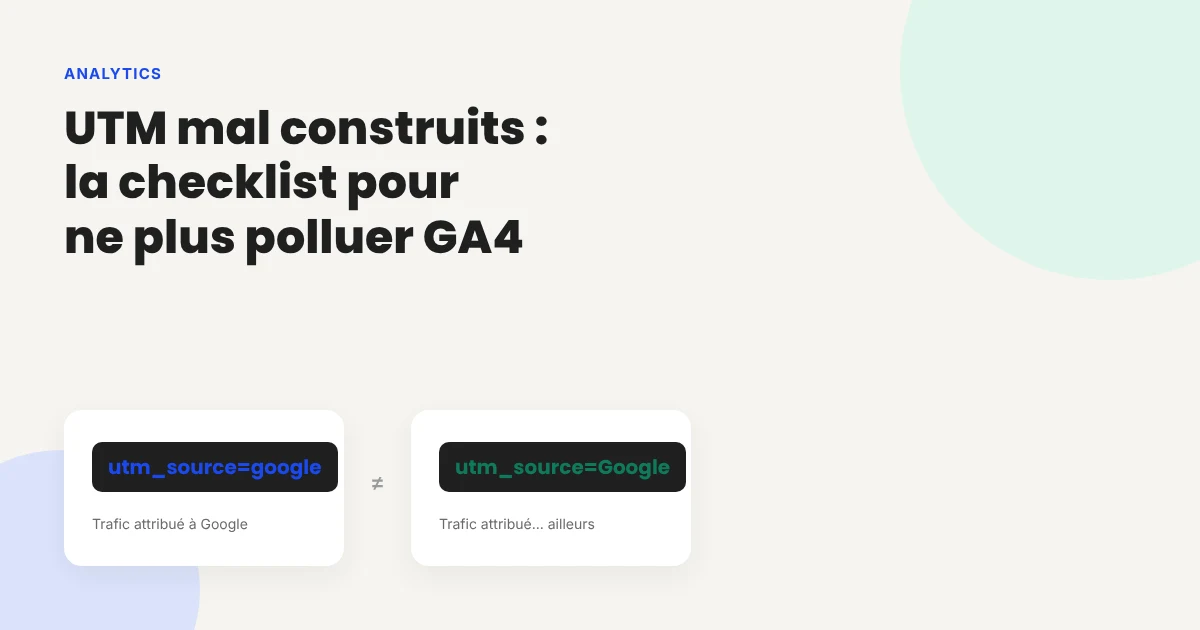 ANALYTICS
UTM mal construits :
la checklist pour
ne plus polluer GA4
utm_source=google
Trafic attribué à Google
≠
utm_source=Google
Trafic attribué... ailleurs